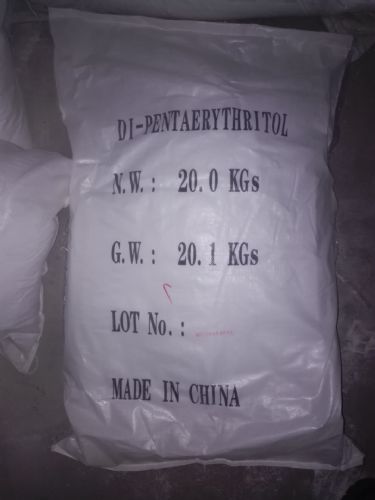 DI-PENTAERYTHRITOL
N.W.: 20.0 KGs
G.W.: 20.1 KGs
LOT No.:
MADE IN CHINA